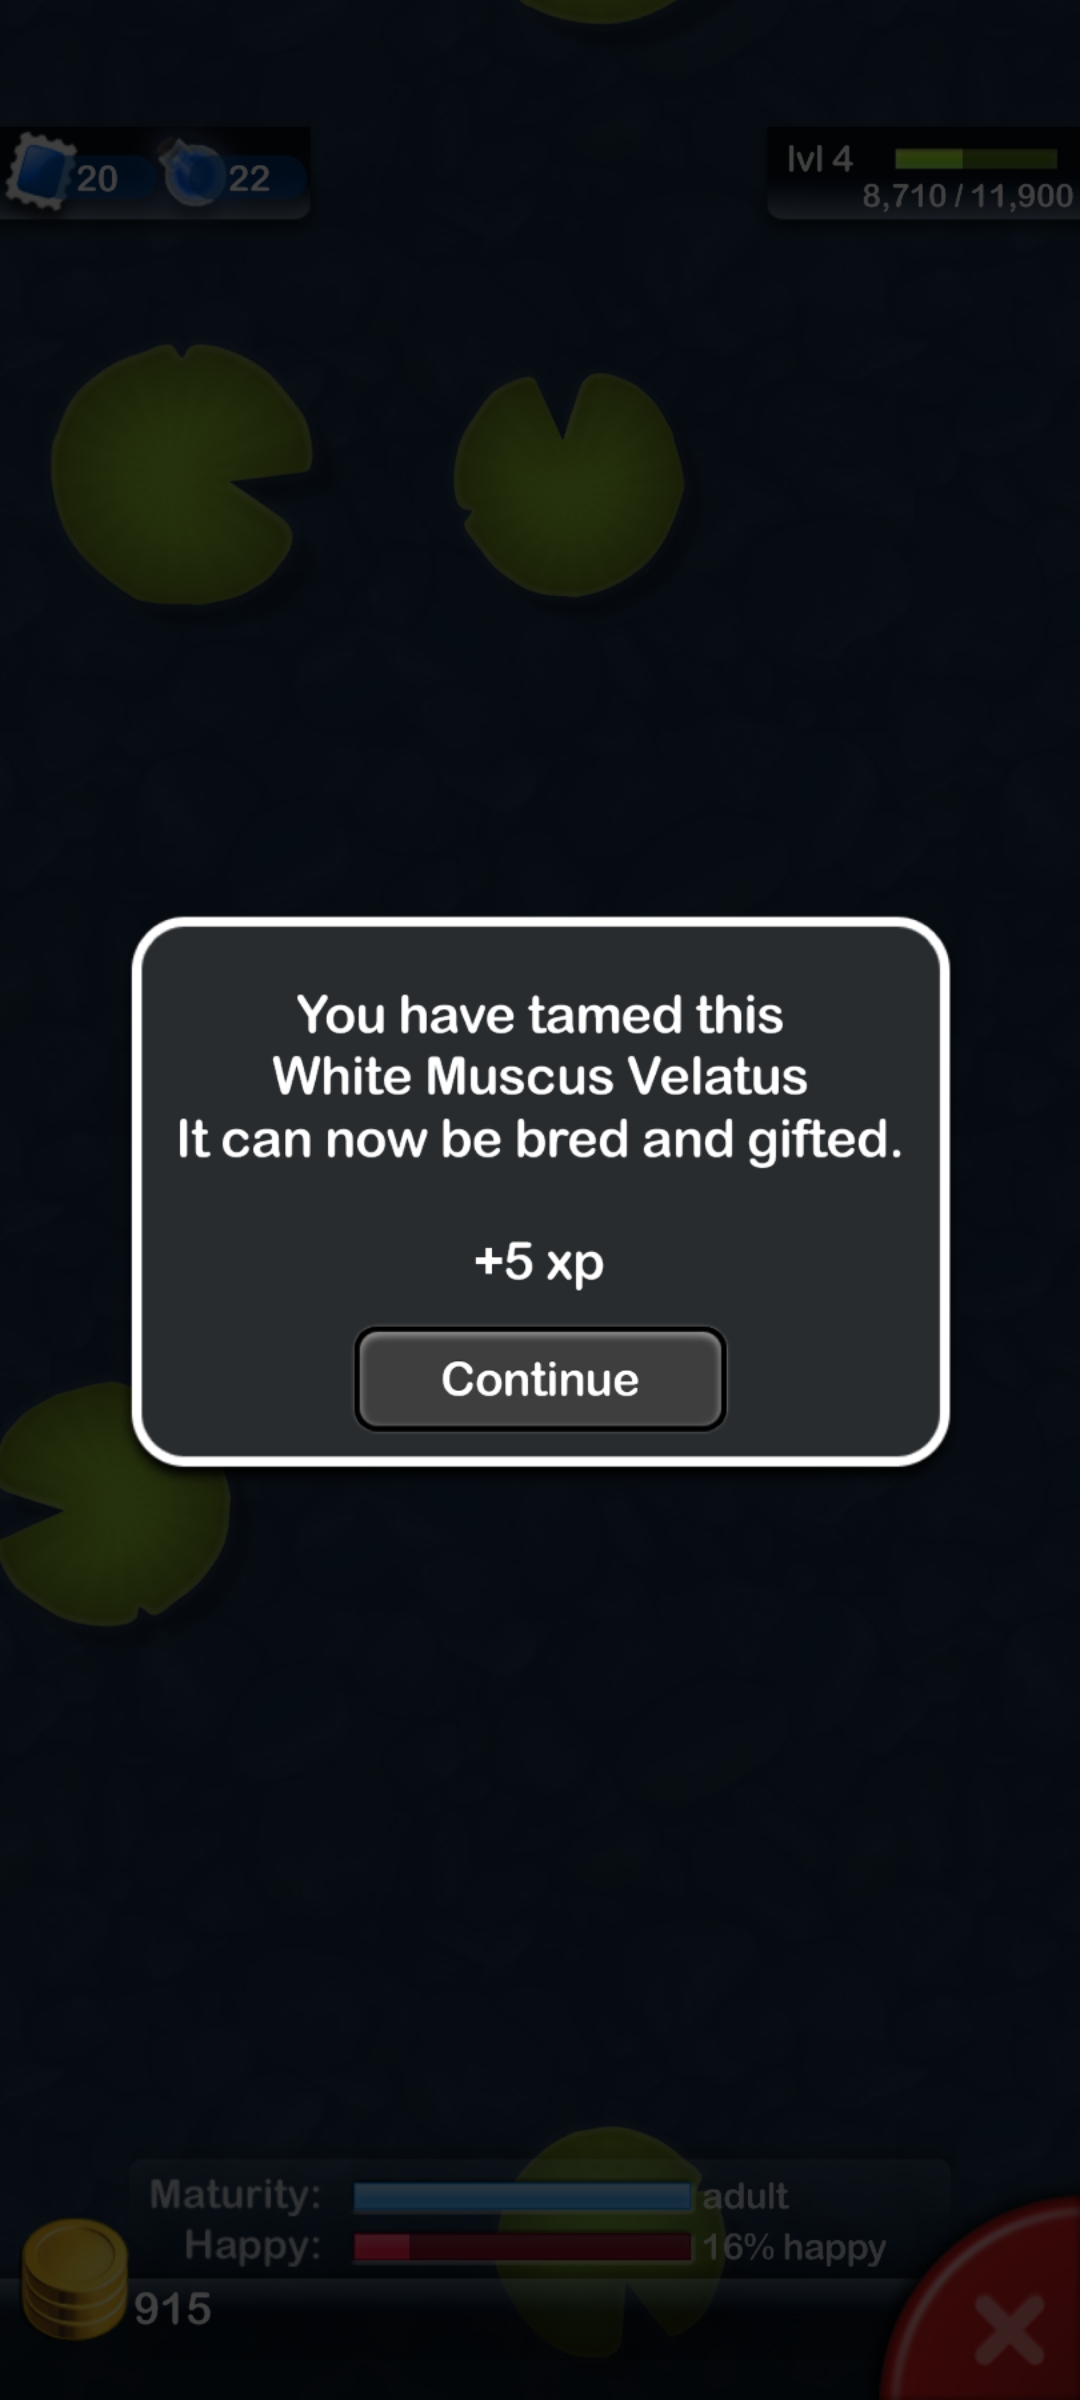 20 22
lvl 4
8,710 / 11,900
You have tamed this
White Muscus Velatus
It can now be bred and gifted.
+5 xp
Continue
Maturity: adult
Happy: 16% happy
915